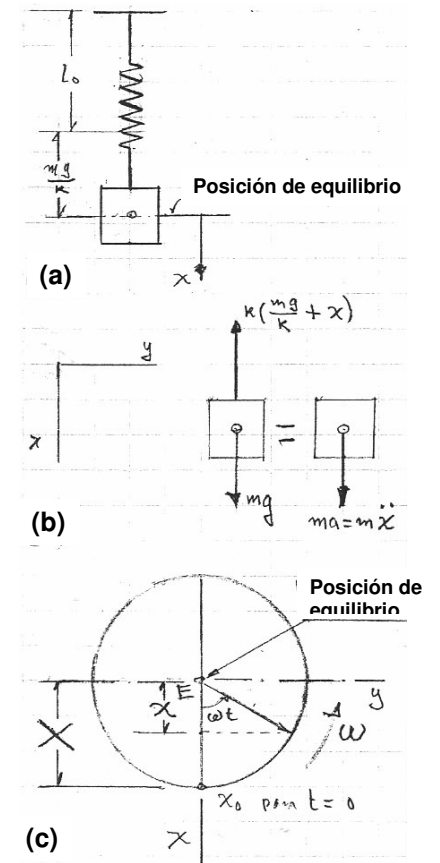 l₀
mg/k
Posición de equilibrio
x
(a)
k(mg/k + x)
y
x
=
mg
ma = mẍ
(b)
Posición de
equilibrio
E
x
ωt
y
X
ω
x₀ para t = 0
(c)
x